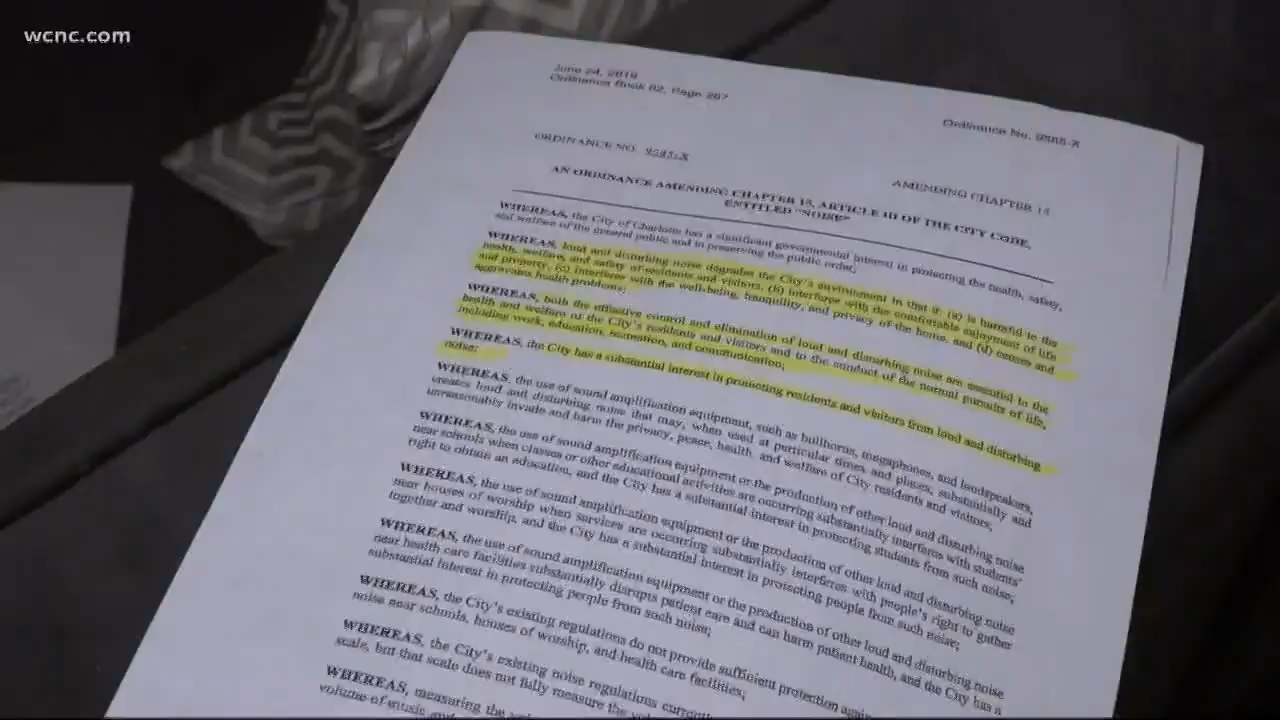 wcnc.com
June 24, 2019
Ordinance Book 62, Page 267
Ordinance No. 9585-X
ORDINANCE NO. 9585-X
AMENDING CHAPTER 15
AN ORDINANCE AMENDING CHAPTER 15, ARTICLE III OF THE CITY CODE,
ENTITLED "NOISE"
WHEREAS, the City of Charlotte has a significant governmental interest in protecting the health, safety,
and welfare of the general public and in preserving the public order;
WHEREAS, loud and disturbing noise degrades the City's environment in that it: (a) is harmful to the
health, welfare, and safety of residents and visitors, (b) interferes with the comfortable enjoyment of life
and property, (c) interferes with the well-being, tranquility, and privacy of the home, and (d) causes and
aggravates health problems;
WHEREAS, both the effective control and elimination of loud and disturbing noise are essential to the
health and welfare of the City's residents and visitors and to the conduct of the normal pursuits of life,
including work, education, recreation, and communication;
WHEREAS, the City has a substantial interest in promoting residents and visitors from loud and disturbing
noise;
WHEREAS, the use of sound amplification equipment, such as bullhorns, megaphones, and loudspeakers,
creates loud and disturbing noise that may, when used at particular times and places, substantially and
unreasonably invade and harm the privacy, peace, health, and welfare of City residents and visitors;
WHEREAS, the use of sound amplification equipment or the production of other loud and disturbing noise
near schools when classes or other educational activities are occurring substantially interferes with students'
right to obtain an education, and the City has a substantial interest in protecting students from such noise;
WHEREAS, the use of sound amplification equipment or the production of other loud and disturbing noise
near houses of worship when services are occurring substantially interferes with people's right to gather
together and worship, and the City has a substantial interest in protecting people from such noise;
WHEREAS, the use of sound amplification equipment or the production of other loud and disturbing noise
near health care facilities substantially disrupts patient care and can harm patient health, and the City has a
substantial interest in protecting people from such noise;
WHEREAS, the City's existing regulations do not provide sufficient protection
noise near schools, houses of worship, and health care facilities;
WHEREAS, the City's existing noise regulations
scale, but that scale does not fully measure the
WHEREAS, measuring the
volume of music